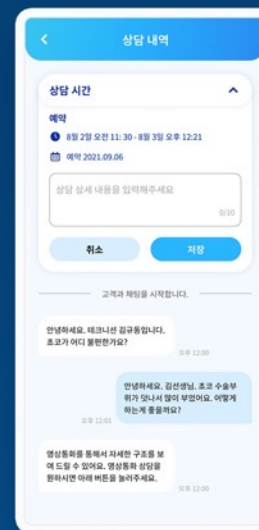 상담 내역
상담 시간
예약
8월 2일 오전 11: 30 - 8월 3일 오후 12:21
예약 2021.09.06
상담 상세 내용을 입력해주세요
0/10
취소
저장
고객과 채팅을 시작합니다.
안녕하세요. 테크니션 김규동입니다.
초코가 어디 불편한가요?
오후 12:00
안녕하세요. 김선생님. 초코 수술부
위가 덧나서 많이 부었어요. 어떻게
하는게 좋을까요?
오후 12:01
영상통화를 통해서 자세한 구조를 보
여 드릴 수 있어요. 영상통화 상담을
원하시면 아래 버튼을 눌러주세요.
오후 12:00